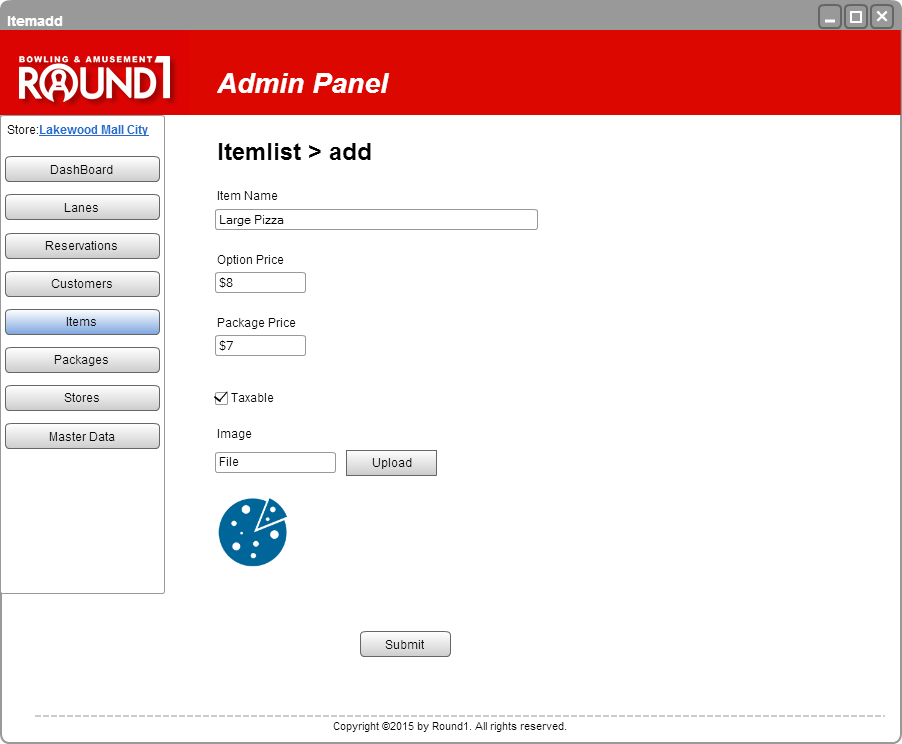 Itemadd
BOWLING & AMUSEMENT
ROUND1
Admin Panel
Store:Lakewood Mall City
DashBoard
Lanes
Reservations
Customers
Items
Packages
Stores
Master Data
Itemlist > add
Item Name
Large Pizza
Option Price
$8
Package Price
$7
Taxable
Image
File
Upload
Submit
Copyright ©2015 by Round1. All rights reserved.